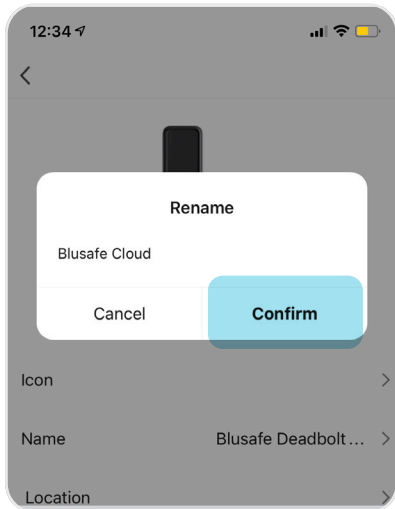 12:34
Rename
Blusafe Cloud
Cancel Confirm
Icon
Name Blusafe Deadbolt...
Location